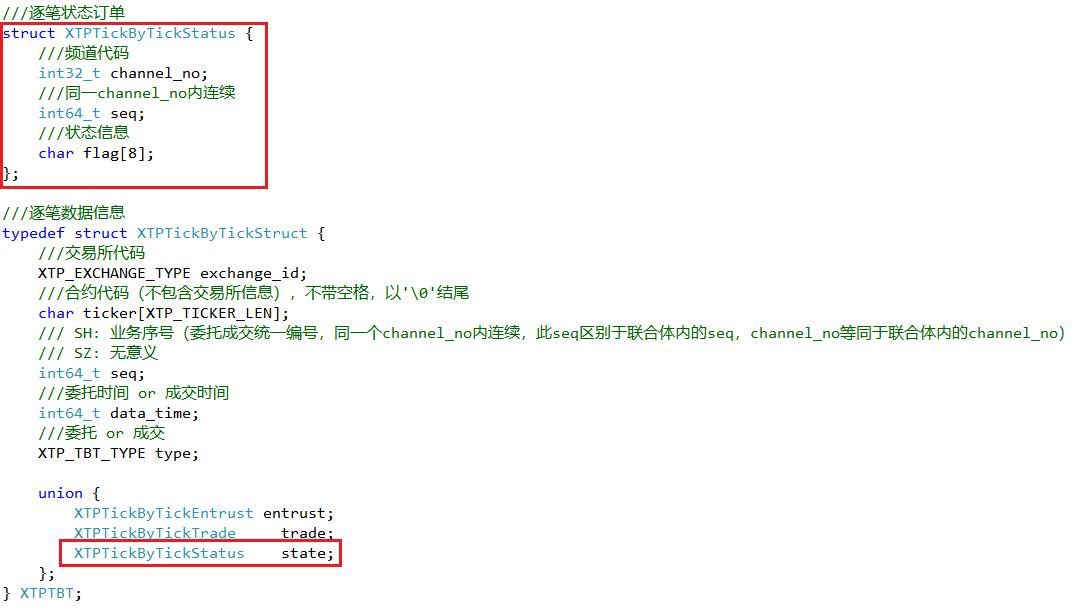 ///逐笔状态订单
struct XTPTickByTickStatus {
    ///频道代码
    int32_t channel_no;
    ///同一channel_no内连续
    int64_t seq;
    ///状态信息
    char flag[8];
};

///逐笔数据信息
typedef struct XTPTickByTickStruct {
    ///交易所代码
    XTP_EXCHANGE_TYPE exchange_id;
    ///合约代码（不包含交易所信息），不带空格，以'\0'结尾
    char ticker[XTP_TICKER_LEN];
    /// SH: 业务序号（委托成交统一编号，同一个channel_no内连续，此seq区别于联合体内的seq，channel_no等同于联合体内的channel_no）
    /// SZ: 无意义
    int64_t seq;
    ///委托时间 or 成交时间
    int64_t data_time;
    ///委托 or 成交
    XTP_TBT_TYPE type;

    union {
        XTPTickByTickEntrust entrust;
        XTPTickByTickTrade     trade;
        XTPTickByTickStatus    state;
    };
} XTPTBT;